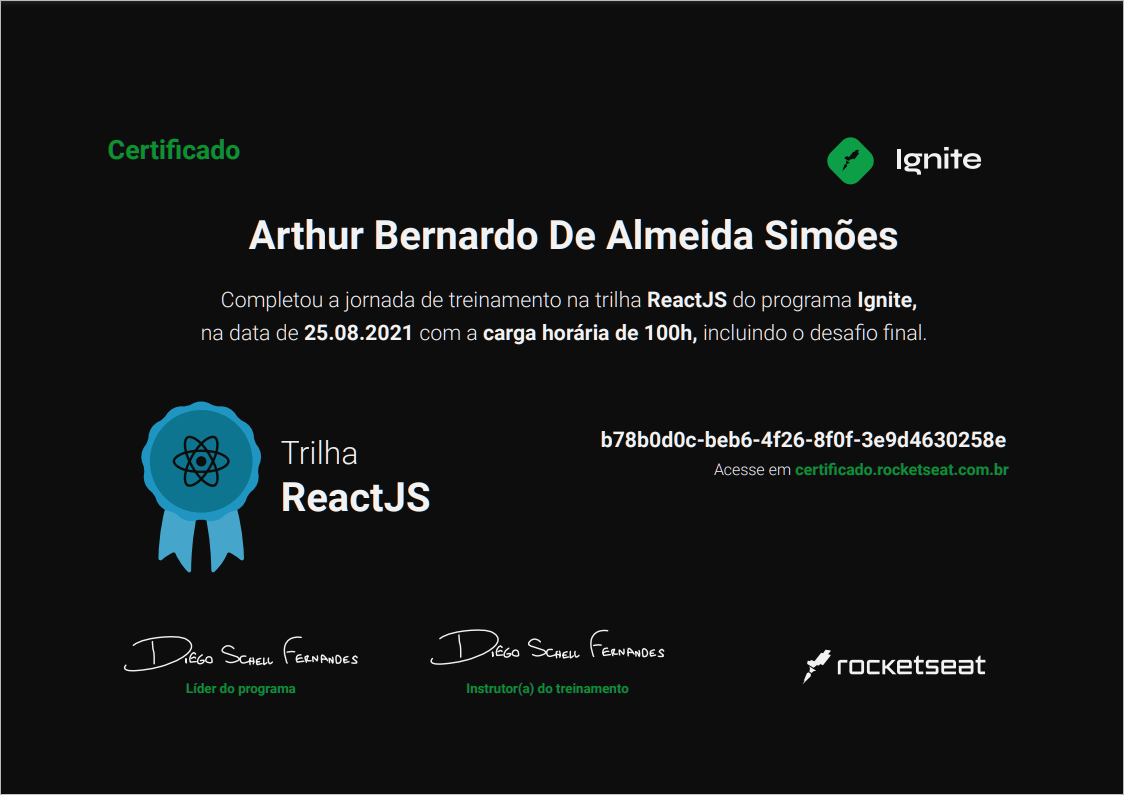 Certificado
Ignite
Arthur Bernardo De Almeida Simões
Completou a jornada de treinamento na trilha ReactJS do programa Ignite,
na data de 25.08.2021 com a carga horária de 100h, incluindo o desafio final.
Trilha
ReactJS
b78b0d0c-beb6-4f26-8f0f-3e9d4630258e
Acesse em certificado.rocketseat.com.br
Diego Schell Fernandes
Líder do programa
Diego Schell Fernandes
Instrutor(a) do treinamento
rocketseat